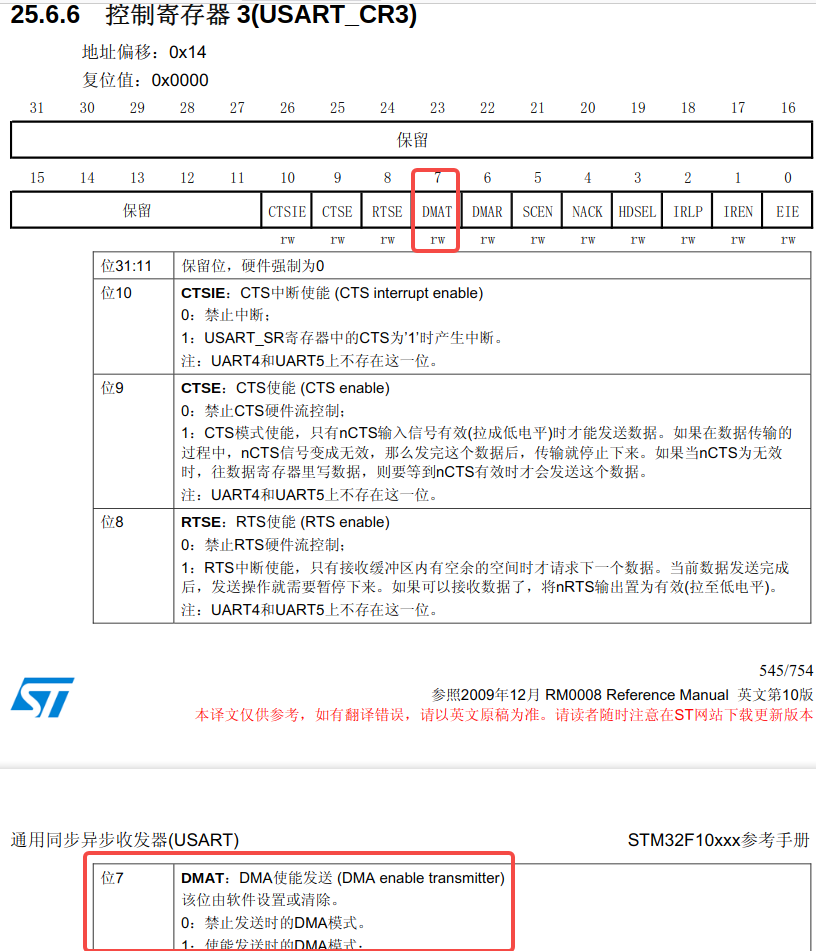 25.6.6 控制寄存器 3(USART_CR3)
地址偏移：0x14
复位值：0x0000
31 30 29 28 27 26 25 24 23 22 21 20 19 18 17 16
保留
15 14 13 12 11 10 9 8 7 6 5 4 3 2 1 0
保留 CTSIE CTSE RTSE DMAT DMAR SCEN NACK HDSEL IRLP IREN EIE
rw rw rw rw rw rw rw rw rw rw rw
位31:11 保留位，硬件强制为0
位10 CTSIE：CTS中断使能 (CTS interrupt enable)
0：禁止中断；
1：USART_SR寄存器中的CTS为’1’时产生中断。
注：UART4和UART5上不存在这一位。
位9 CTSE：CTS使能 (CTS enable)
0：禁止CTS硬件流控制；
1：CTS模式使能，只有nCTS输入信号有效(拉成低电平)时才能发送数据。如果在数据传输的
过程中，nCTS信号变成无效，那么发完这个数据后，传输就停止下来。如果当nCTS为无效
时，往数据寄存器里写数据，则要等到nCTS有效时才会发送这个数据。
注：UART4和UART5上不存在这一位。
位8 RTSE：RTS使能 (RTS enable)
0：禁止RTS硬件流控制；
1：RTS中断使能，只有接收缓冲区内有空余的空间时才请求下一个数据。当前数据发送完成
后，发送操作就需要暂停下来。如果可以接收数据了，将nRTS输出置为有效(拉至低电平)。
注：UART4和UART5上不存在这一位。
545/754
ST
参照2009年12月 RM0008 Reference Manual 英文第10版
本译文仅供参考，如有翻译错误，请以英文原稿为准。请读者随时注意在ST网站下载更新版本
通用同步异步收发器(USART) STM32F10xxx参考手册
位7 DMAT：DMA使能发送 (DMA enable transmitter)
该位由软件设置或清除。
0：禁止发送时的DMA模式。
1：使能发送时的DMA模式；